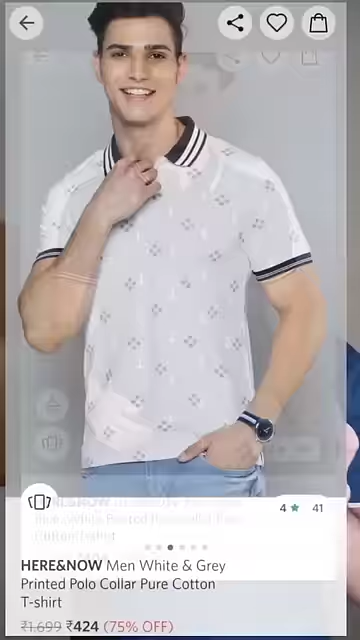 4 ★ 41
HERE&NOW Men White & Grey
Printed Polo Collar Pure Cotton
T-shirt
₹1,699 ₹424 (75% OFF)